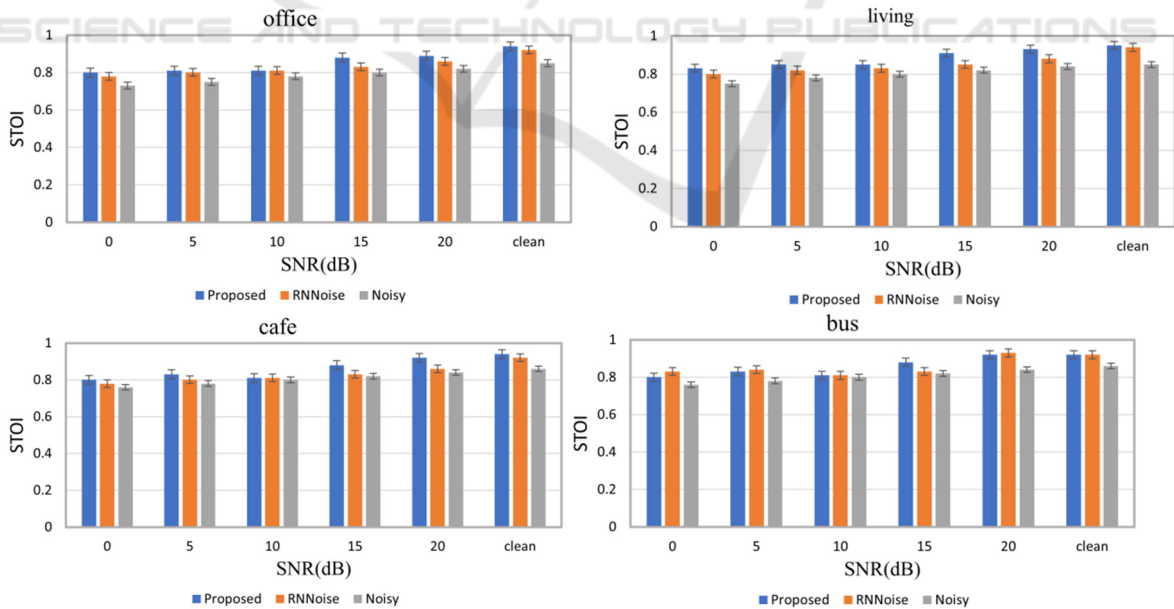 SCIENCE AND TECHNOLOGY PUBLICATIONS
office
1
0.8
0.6
0.4
0.2
0
STOI
0 5 10 15 20 clean
SNR(dB)
Proposed RNNoise Noisy
living
1
0.8
0.6
0.4
0.2
0
STOI
0 5 10 15 20 clean
SNR(dB)
Proposed RNNoise Noisy
cafe
1
0.8
0.6
0.4
0.2
0
STOI
0 5 10 15 20 clean
SNR(dB)
Proposed RNNoise Noisy
bus
1
0.8
0.6
0.4
0.2
0
STOI
0 5 10 15 20 clean
SNR(dB)
Proposed RNNoise Noisy